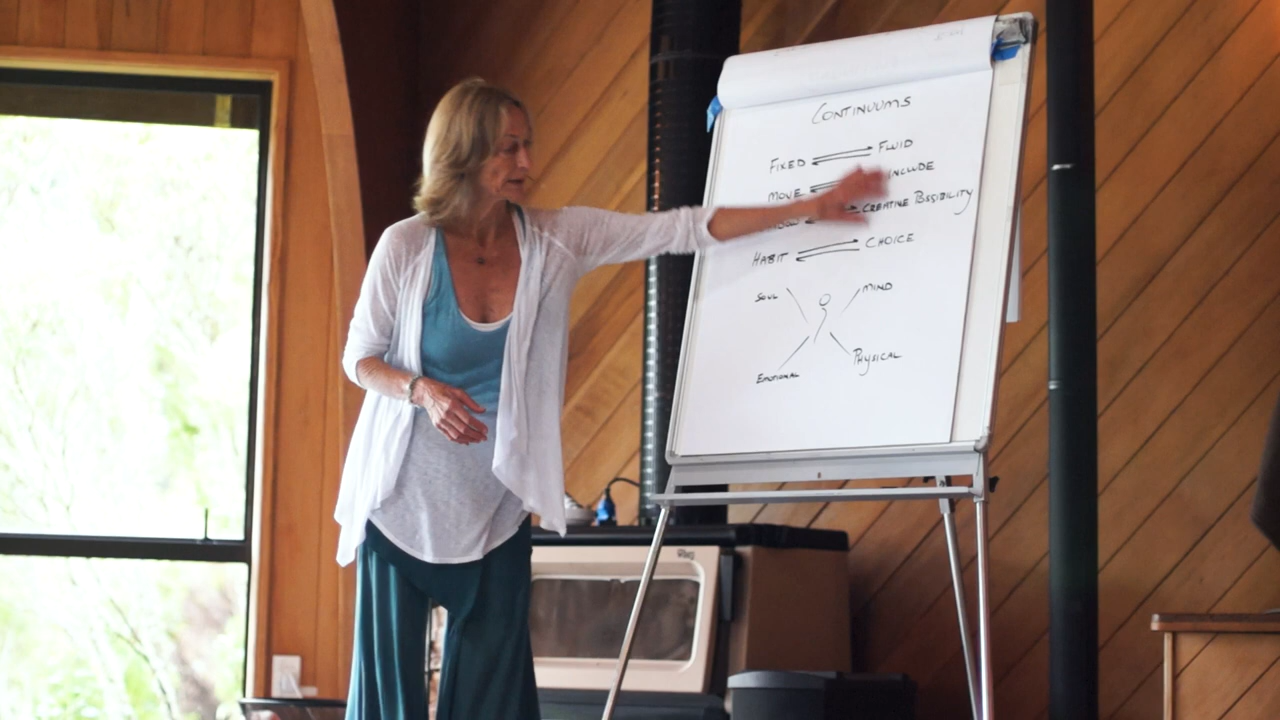 CONTINUUMS
FIXED FLUID
MOVE INCLUDE
CREATIVE POSSIBILITY
HABIT CHOICE
SOUL MIND
EMOTIONAL PHYSICAL